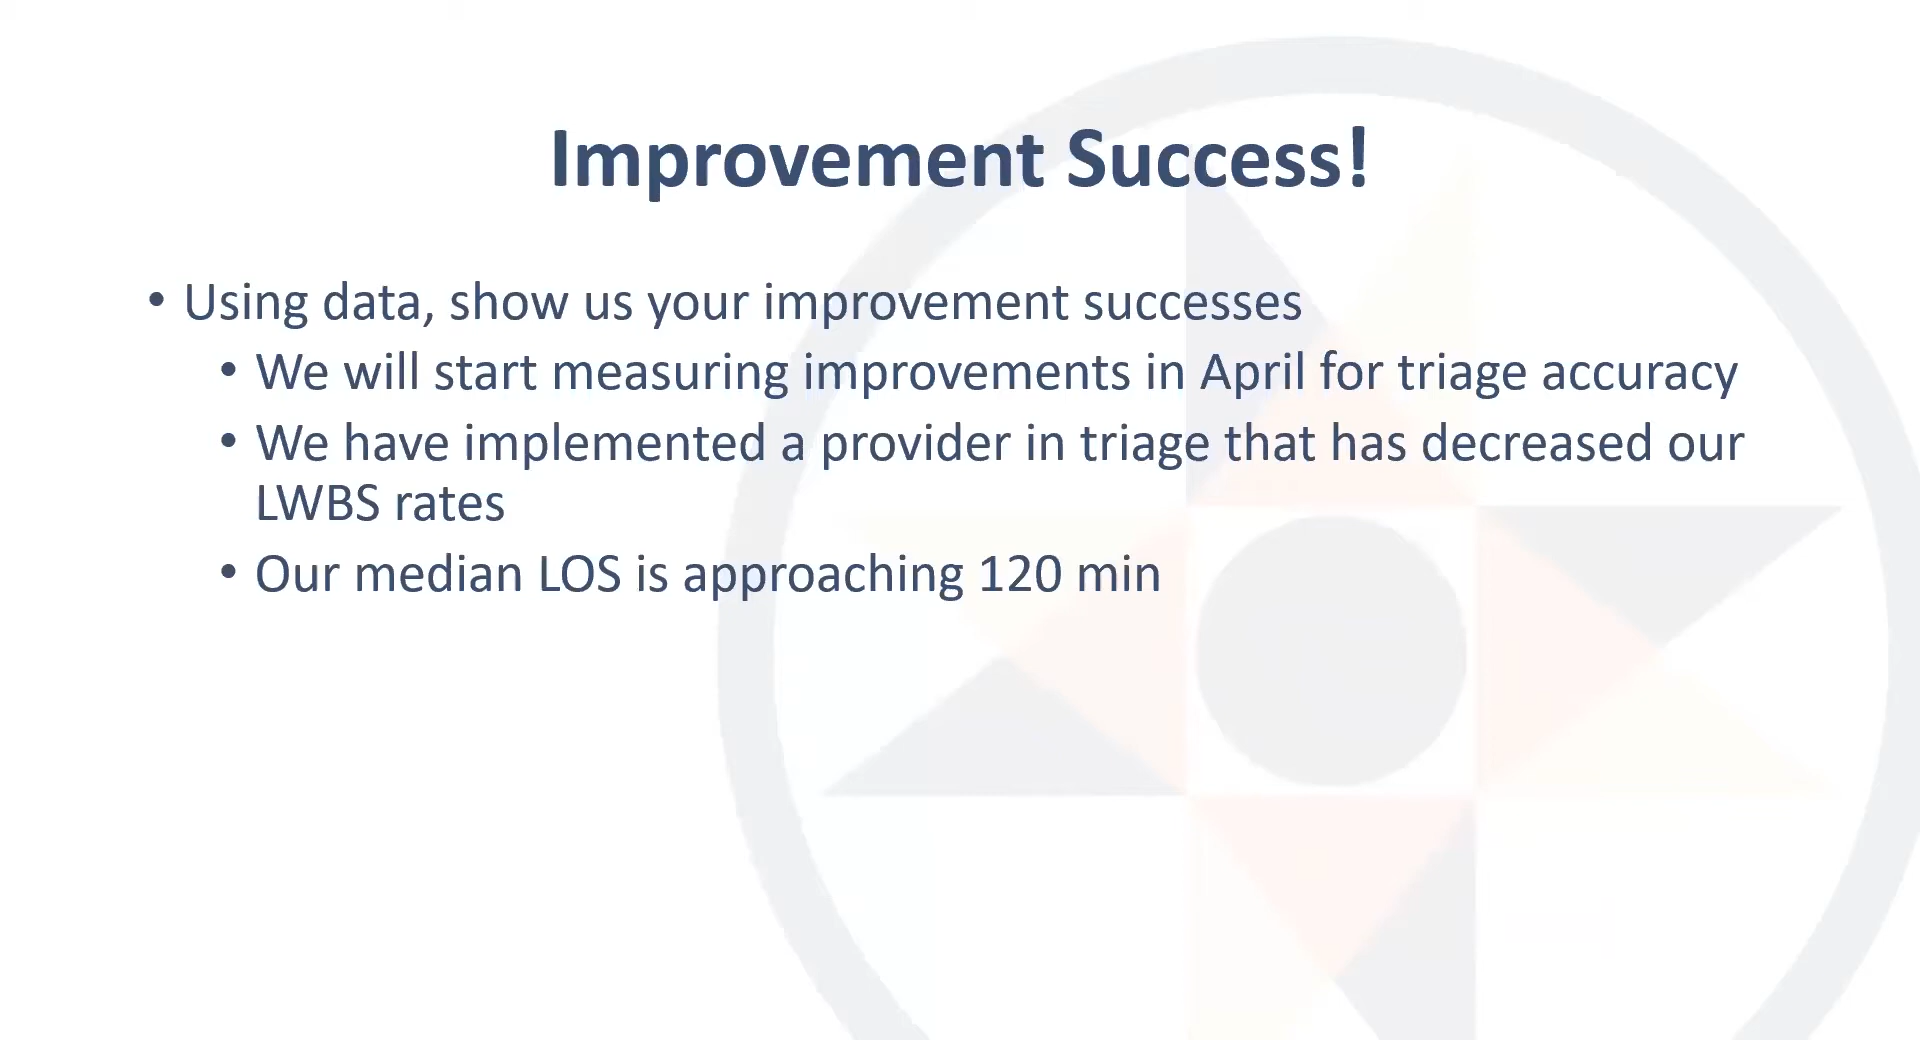 Improvement Success!
• Using data, show us your improvement successes
• We will start measuring improvements in April for triage accuracy
• We have implemented a provider in triage that has decreased our
LWBS rates
• Our median LOS is approaching 120 min